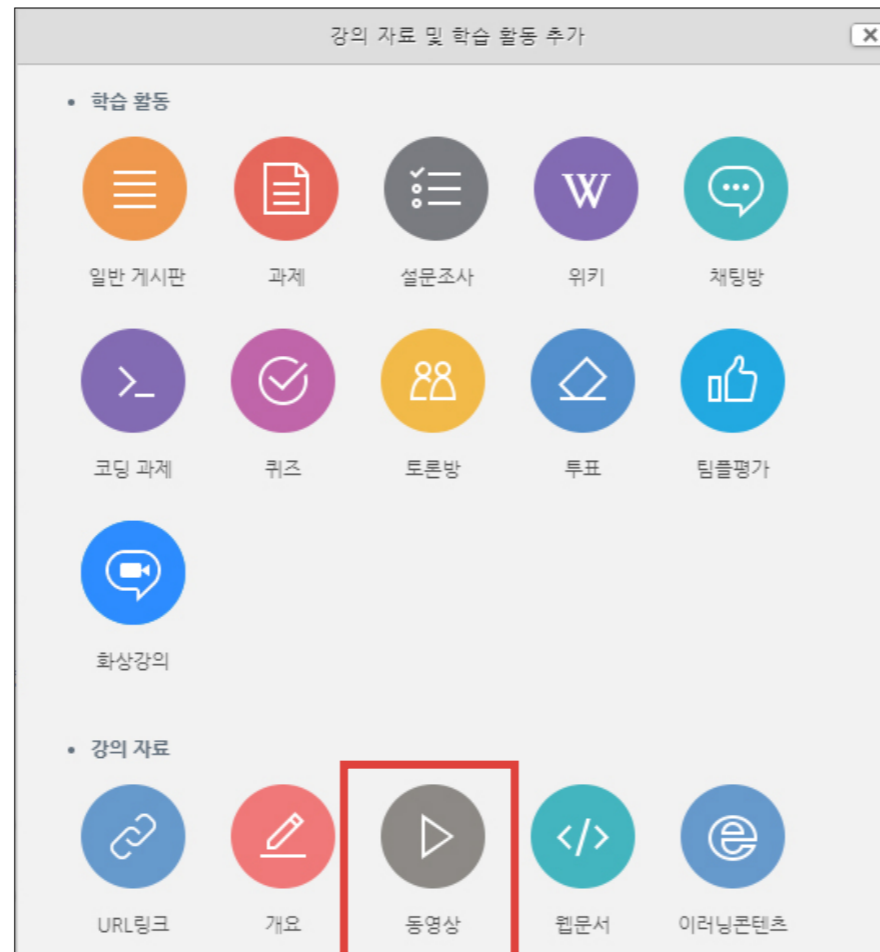 강의 자료 및 학습 활동 추가
• 학습 활동
일반 게시판 과제 설문조사 위키 채팅방
코딩 과제 퀴즈 토론방 투표 팀플평가
화상강의
• 강의 자료
URL링크 개요 동영상 웹문서 이러닝콘텐츠